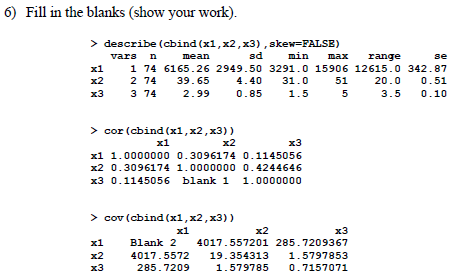 6) Fill in the blanks (show your work).
> describe(cbind(x1,x2,x3),skew=FALSE)
vars n mean sd min max range se
x1 1 74 6165.26 2949.50 3291.0 15906 12615.0 342.87
x2 2 74 39.65 4.40 31.0 51 20.0 0.51
x3 3 74 2.99 0.85 1.5 5 3.5 0.10
> cor(cbind(x1,x2,x3))
x1 x2 x3
x1 1.0000000 0.3096174 0.1145056
x2 0.3096174 1.0000000 0.4244646
x3 0.1145056 blank 1 1.0000000
> cov(cbind(x1,x2,x3))
x1 x2 x3
x1 Blank 2 4017.557201 285.7209367
x2 4017.5572 19.354313 1.5797853
x3 285.7209 1.579785 0.7157071